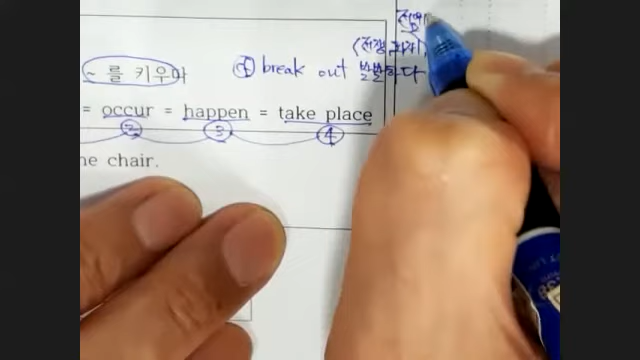 (전쟁, 화재)
~ 를 키우다
⊕ break out 발발하다
= occur = happen = take place
② ③ ④
he chair.